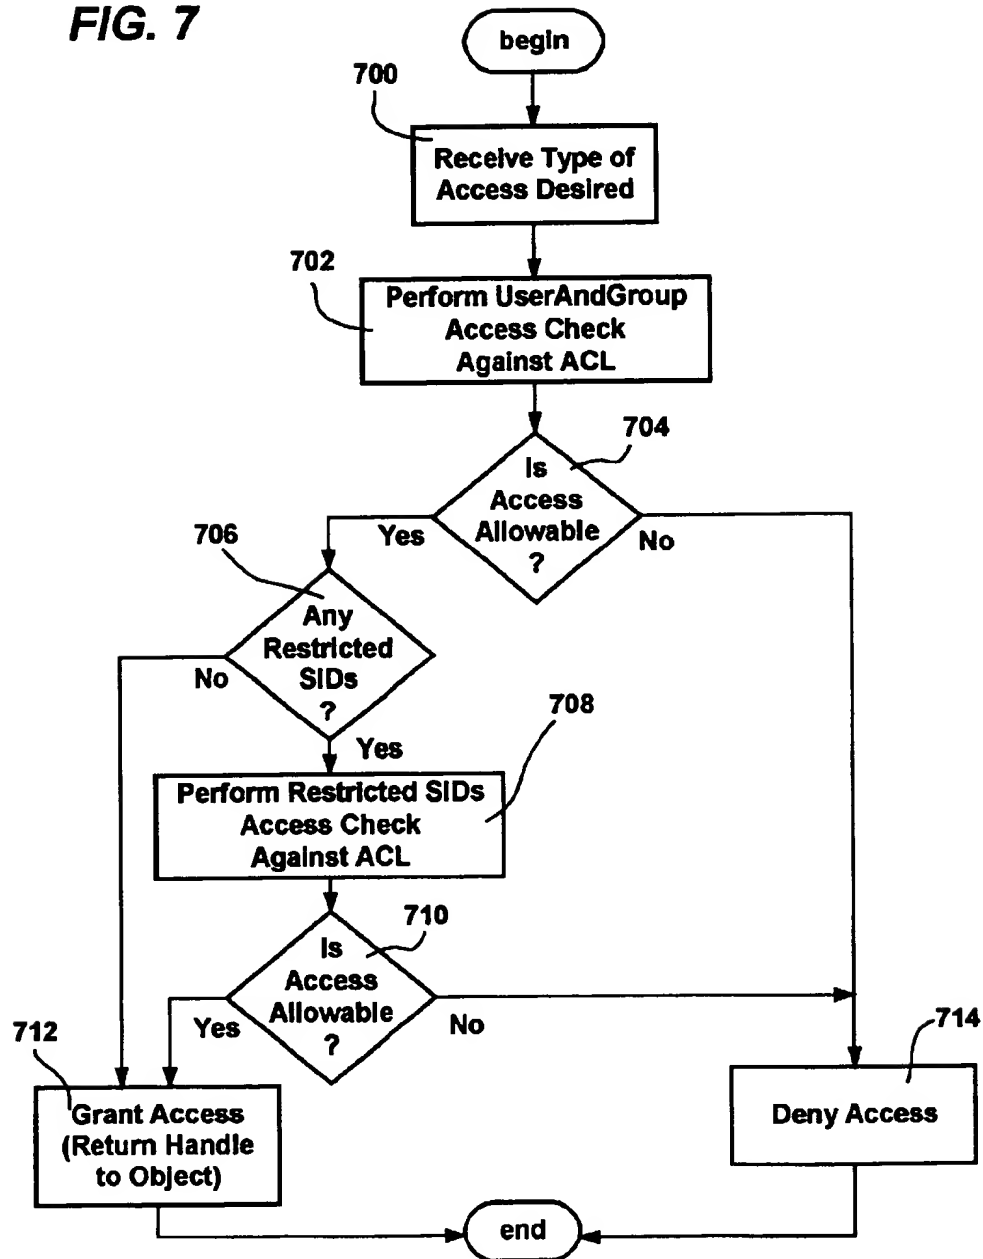 FIG. 7
begin
700
Receive Type of
Access Desired
702
Perform UserAndGroup
Access Check
Against ACL
704
Is
Access
Allowable
?
Yes
No
706
Any
Restricted
SIDs
?
No
Yes
708
Perform Restricted SIDs
Access Check
Against ACL
710
Is
Access
Allowable
?
Yes
No
712
Grant Access
(Return Handle
to Object)
714
Deny Access
end